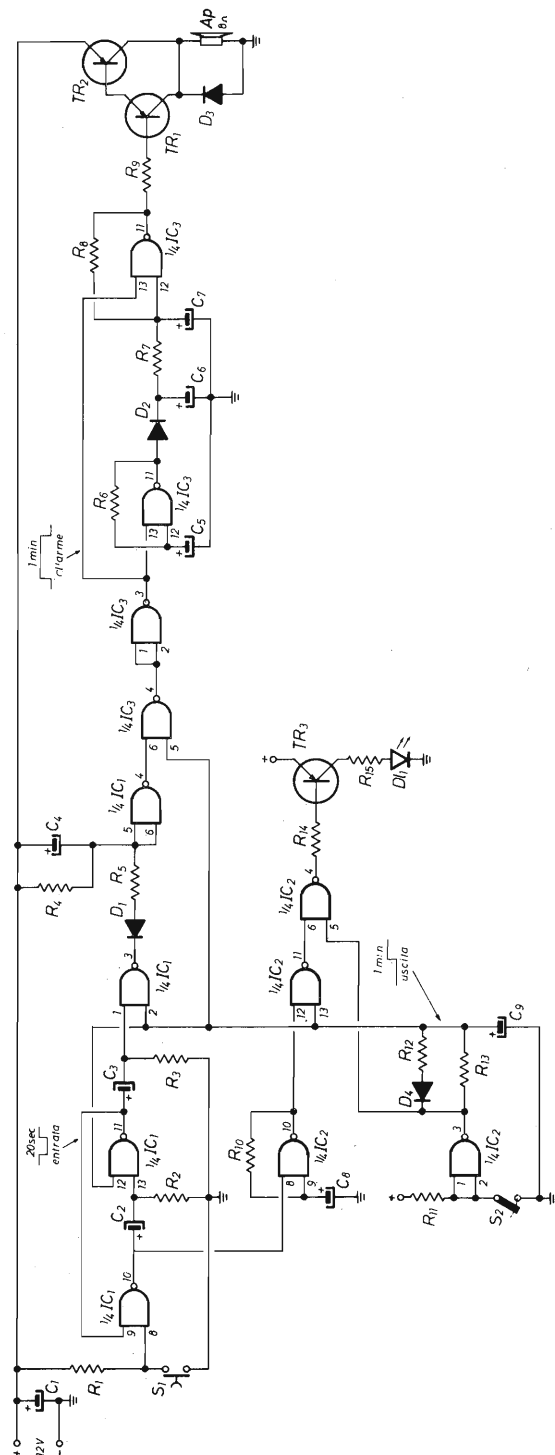 +
12V
−
C1
+
R1
S1
9
8
10
1/4 IC1
C2
+
R2
12
13
11
1/4 IC1
20sec
entrata
C3
+
R3
1
2
3
1/4 IC1
D1
R5
R4
C4
+
5
6
4
1/4 IC1
6
5
4
1/4 IC3
1
2
3
1/4 IC3
1 min
allarme
R6
13
12
11
1/4 IC3
C5
+
D2
C6
+
R7
C7
+
R8
13
12
11
1/4 IC3
R9
TR1
TR2
D3
Ap
8Ω
R10
8
9
10
1/4 IC2
C8
+
12
13
11
1/4 IC2
6
5
4
1/4 IC2
R14
TR3
+
R15
Dl1
+
R11
S2
1
2
3
1/4 IC2
D4
R12
R13
1 min
uscita
C9
+